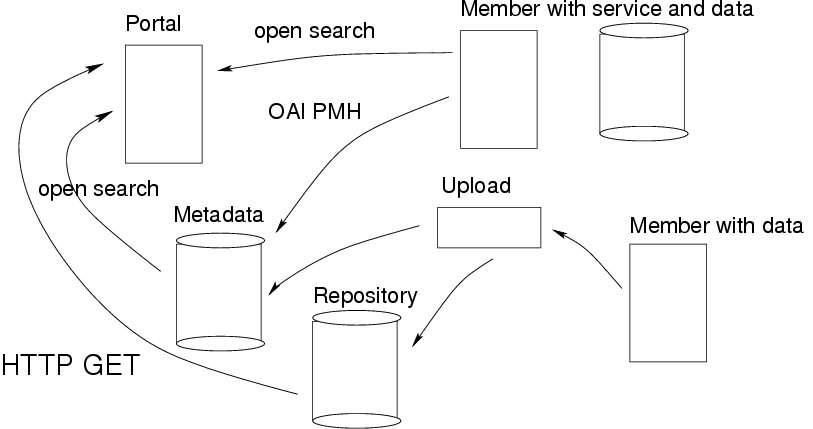 Member with service and data
Portal
open search
OAI PMH
open search
Upload
Metadata
Member with data
Repository
HTTP GET